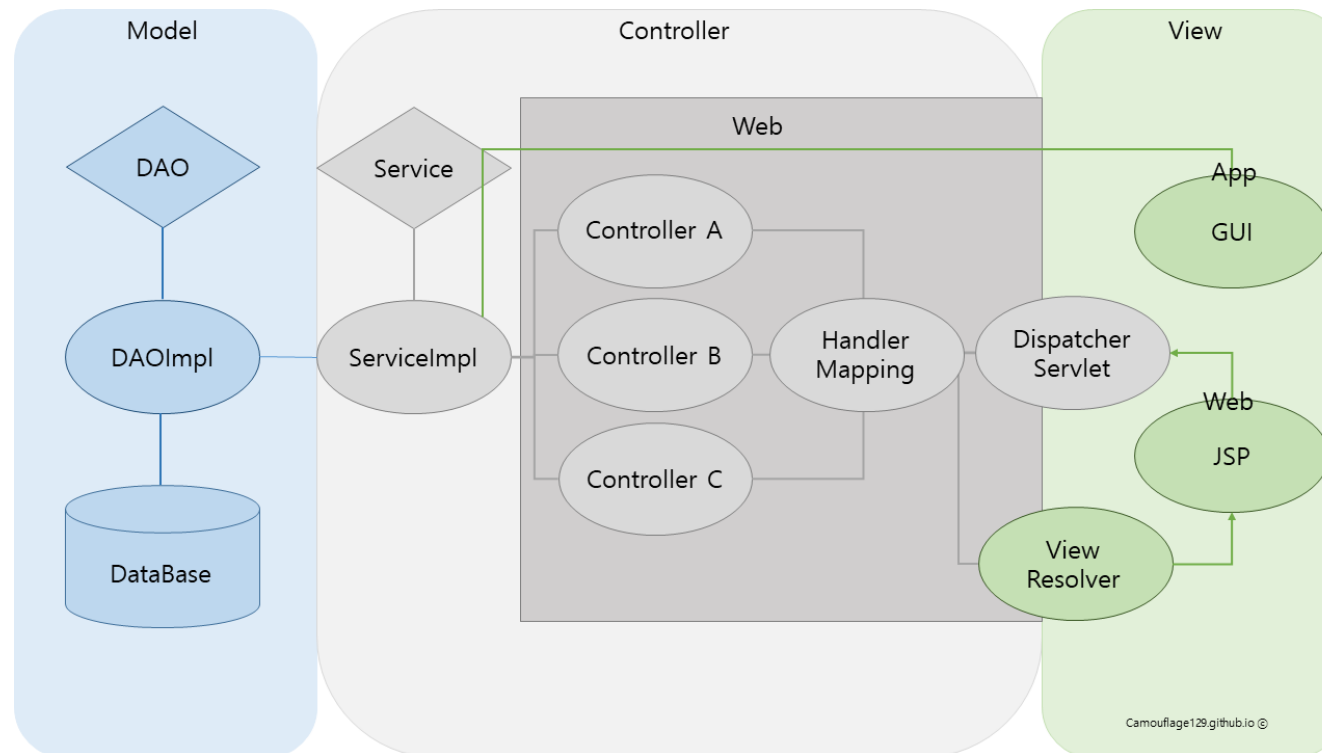 Model
Controller
View
DAO
Service
Web
App
GUI
Controller A
DAOImpl
ServiceImpl
Controller B
Handler
Mapping
Dispatcher
Servlet
Web
JSP
Controller C
DataBase
View
Resolver
Camouflage129.github.io ⓒ